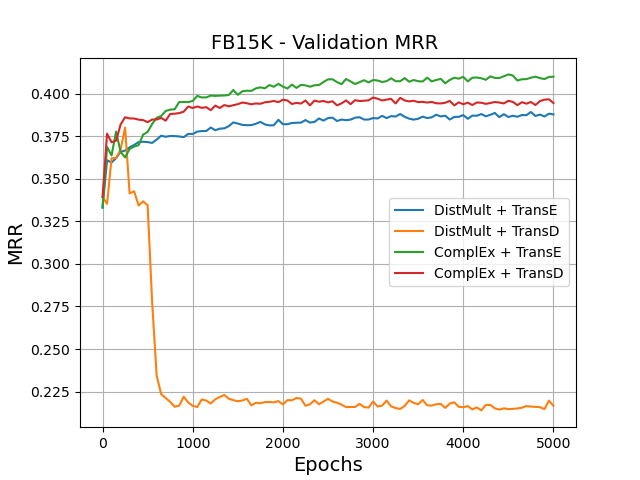 FB15K - Validation MRR
MRR
0.400
0.375
0.350
0.325
0.300
0.275
0.250
0.225
DistMult + TransE
DistMult + TransD
ComplEx + TransE
ComplEx + TransD
0
1000
2000
3000
4000
5000
Epochs